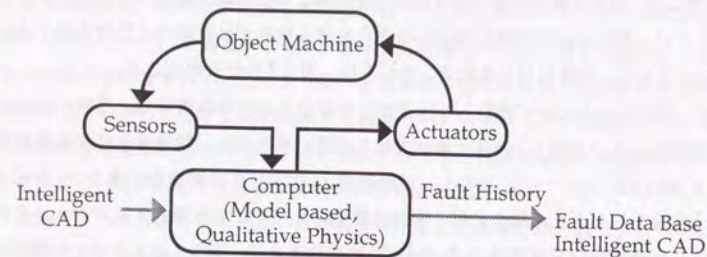 Object Machine
Sensors
Actuators
Intelligent
CAD
Computer
(Model based,
Qualitative Physics)
Fault History
Fault Data Base
Intelligent CAD